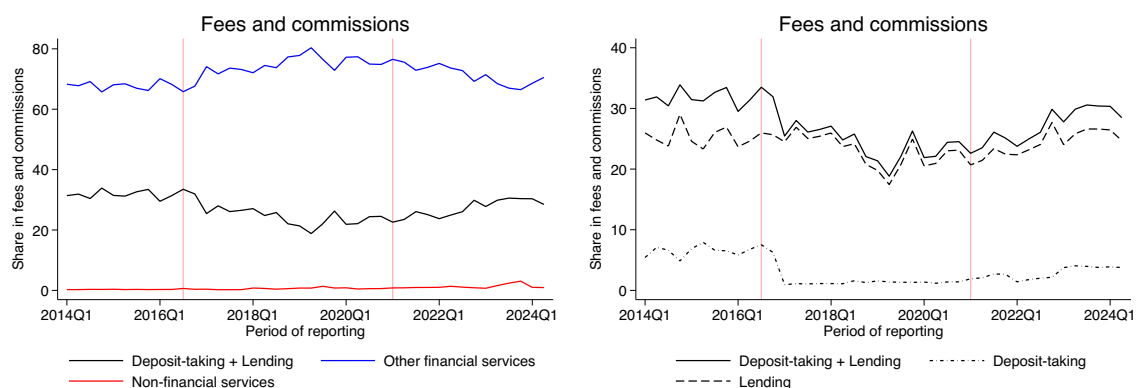 Fees and commissions
Share in fees and commissions
80
60
40
20
0
2014Q1 2016Q1 2018Q1 2020Q1 2022Q1 2024Q1
Period of reporting
Deposit-taking + Lending Other financial services
Non-financial services
Fees and commissions
Share in fees and commissions
40
30
20
10
0
2014Q1 2016Q1 2018Q1 2020Q1 2022Q1 2024Q1
Period of reporting
Deposit-taking + Lending Deposit-taking
Lending